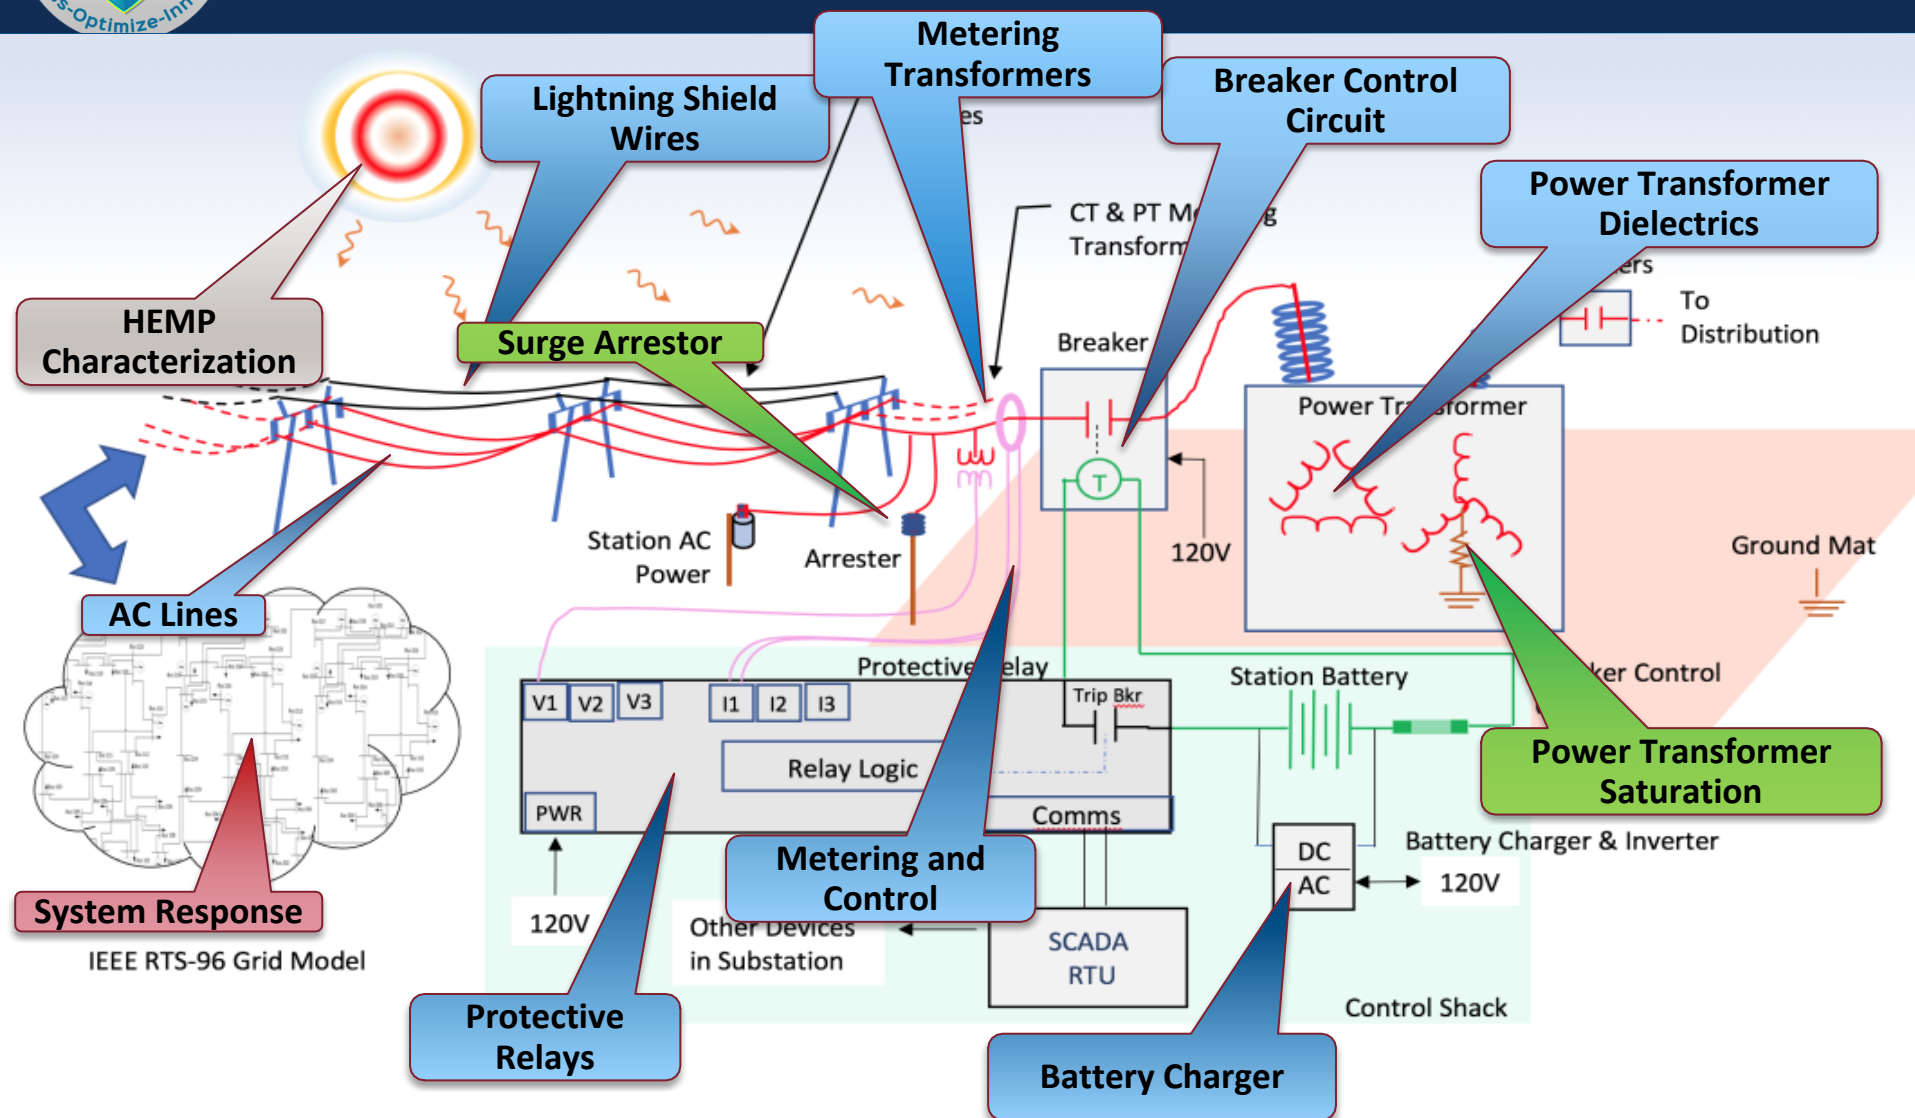 s-Optimize-Inn
Metering
Transformers
Lightning Shield
Wires
Breaker Control
Circuit
es
Power Transformer
Dielectrics
CT & PT M
g
Transform
ers
To
Distribution
HEMP
Characterization
Surge Arrestor
Breaker
Power Transformer
T
Station AC
Power
Arrester
120V
Ground Mat
AC Lines
Protective Relay
Station Battery
ker Control
V1
V2
V3
I1
I2
I3
Trip Bkr
Relay Logic
Power Transformer
Saturation
PWR
Comms
Metering and
Control
DC
AC
Battery Charger & Inverter
120V
System Response
120V
Other Devices
in Substation
SCADA
RTU
IEEE RTS-96 Grid Model
Protective
Relays
Control Shack
Battery Charger